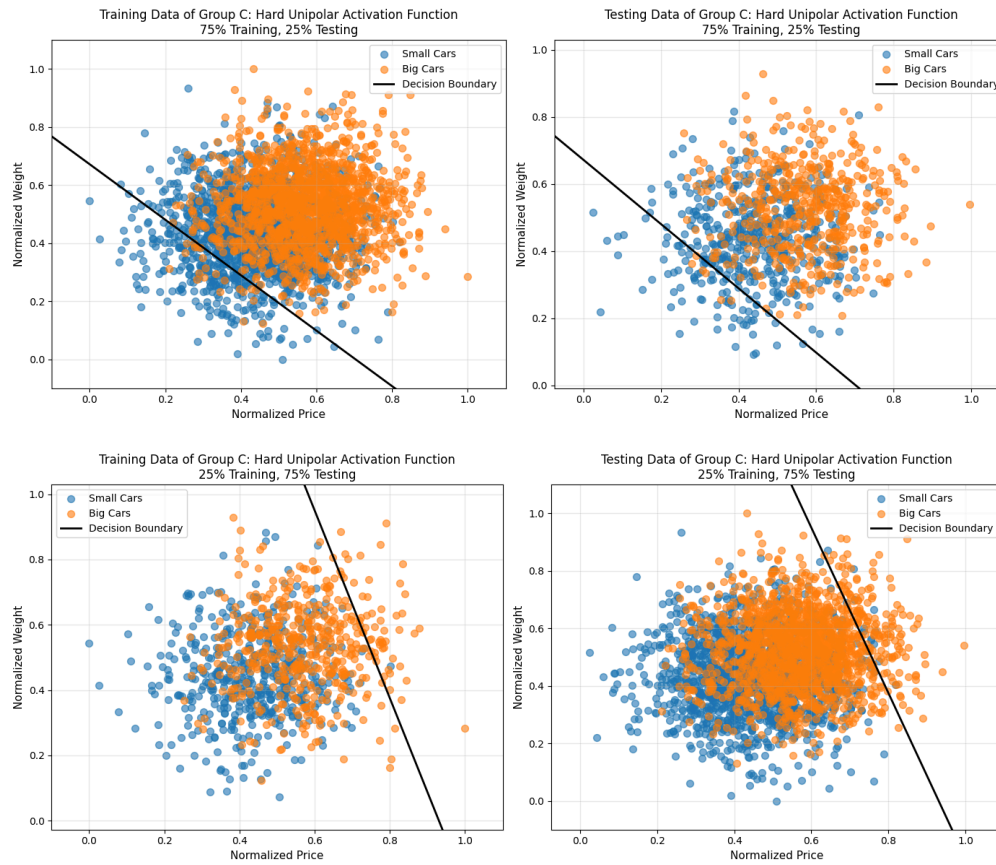 Training Data of Group C: Hard Unipolar Activation Function
75% Training, 25% Testing
Small Cars
Big Cars
Decision Boundary
1.0
0.8
0.6
0.4
0.2
0.0
Normalized Weight
0.0 0.2 0.4 0.6 0.8 1.0
Normalized Price
Testing Data of Group C: Hard Unipolar Activation Function
75% Training, 25% Testing
Small Cars
Big Cars
Decision Boundary
1.0
0.8
0.6
0.4
0.2
0.0
Normalized Weight
0.0 0.2 0.4 0.6 0.8 1.0
Normalized Price
Training Data of Group C: Hard Unipolar Activation Function
25% Training, 75% Testing
Small Cars
Big Cars
Decision Boundary
1.0
0.8
0.6
0.4
0.2
0.0
Normalized Weight
0.0 0.2 0.4 0.6 0.8 1.0
Normalized Price
Testing Data of Group C: Hard Unipolar Activation Function
25% Training, 75% Testing
Small Cars
Big Cars
Decision Boundary
1.0
0.8
0.6
0.4
0.2
0.0
Normalized Weight
0.0 0.2 0.4 0.6 0.8 1.0
Normalized Price